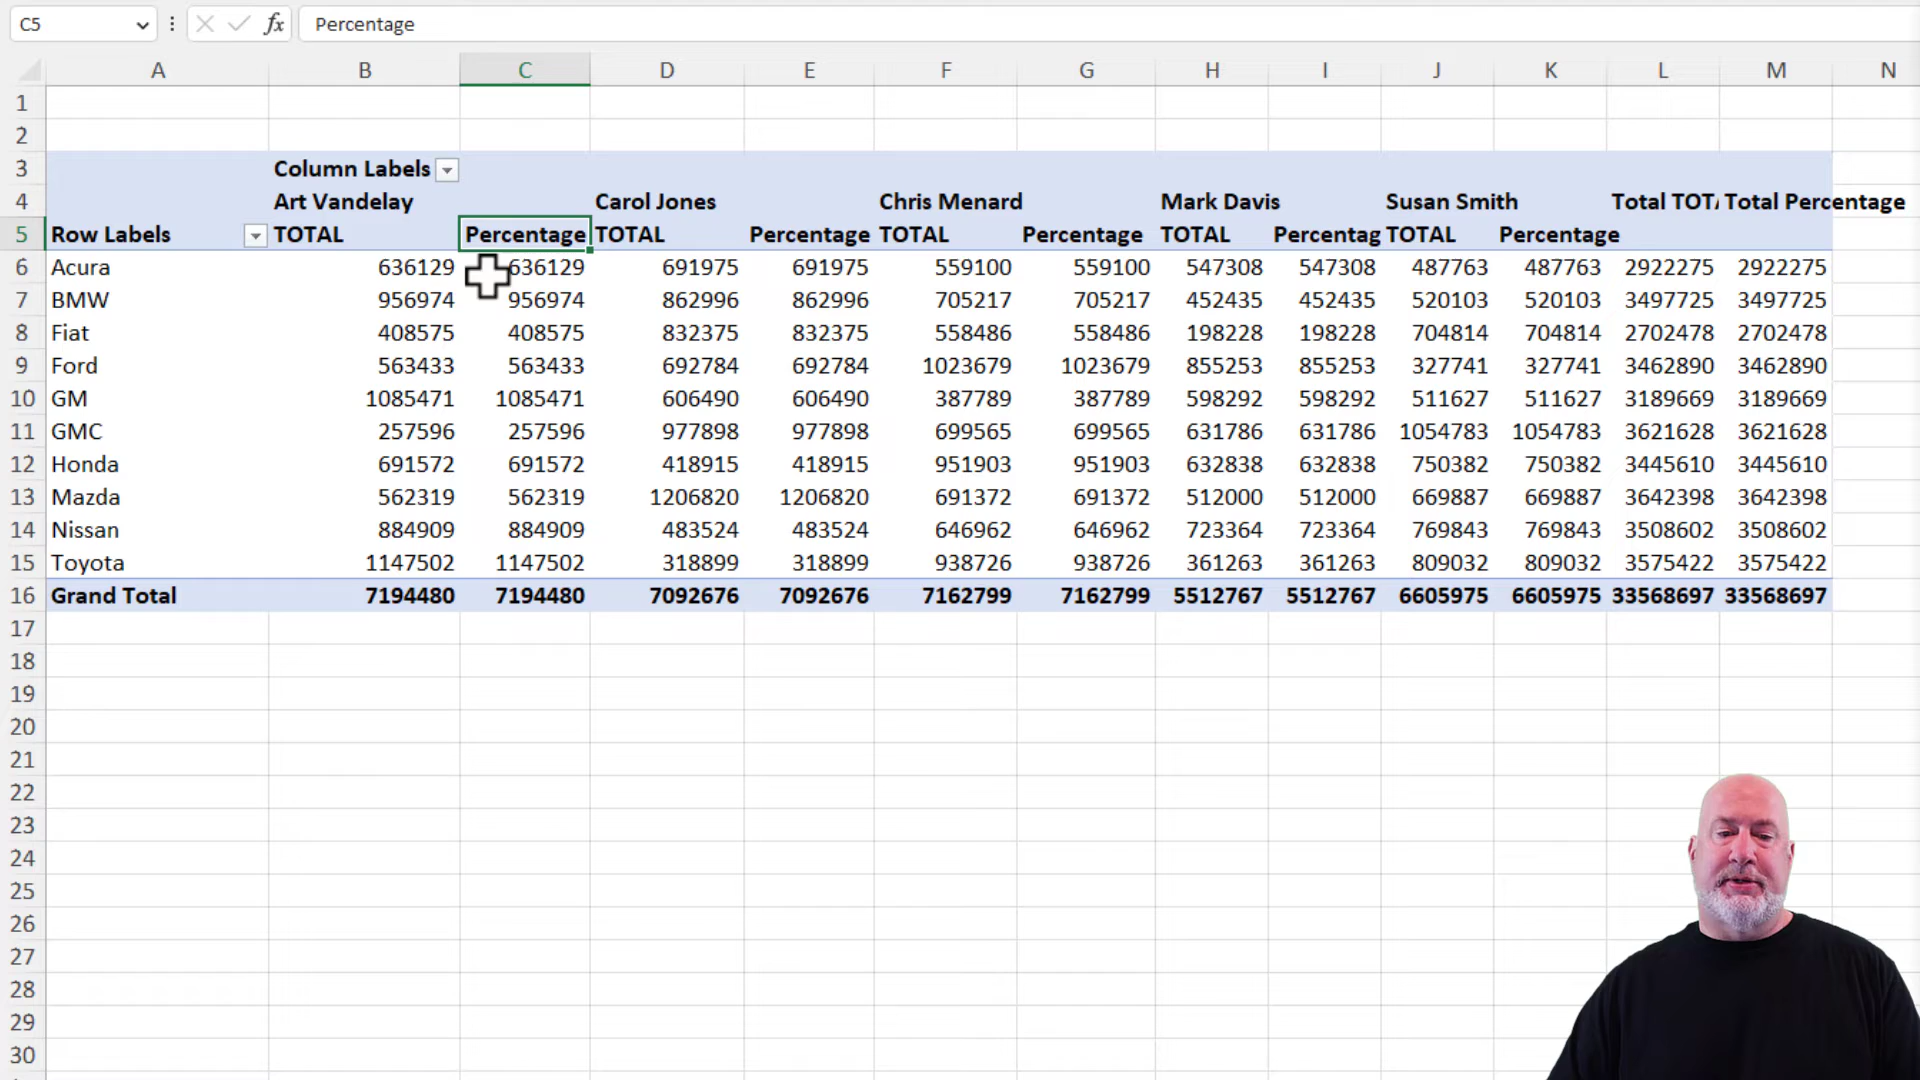 C5 fx Percentage
A B C D E F G H I J K L M N
1
2
3 Column Labels
4 Art Vandelay Carol Jones Chris Menard Mark Davis Susan Smith Total TOT Total Percentage
5 Row Labels TOTAL Percentage TOTAL Percentage TOTAL Percentage TOTAL Percentag TOTAL Percentage
6 Acura 636129 636129 691975 691975 559100 559100 547308 547308 487763 487763 2922275 2922275
7 BMW 956974 956974 862996 862996 705217 705217 452435 452435 520103 520103 3497725 3497725
8 Fiat 408575 408575 832375 832375 558486 558486 198228 198228 704814 704814 2702478 2702478
9 Ford 563433 563433 692784 692784 1023679 1023679 855253 855253 327741 327741 3462890 3462890
10 GM 1085471 1085471 606490 606490 387789 387789 598292 598292 511627 511627 3189669 3189669
11 GMC 257596 257596 977898 977898 699565 699565 631786 631786 1054783 1054783 3621628 3621628
12 Honda 691572 691572 418915 418915 951903 951903 632838 632838 750382 750382 3445610 3445610
13 Mazda 562319 562319 1206820 1206820 691372 691372 512000 512000 669887 669887 3642398 3642398
14 Nissan 884909 884909 483524 483524 646962 646962 723364 723364 769843 769843 3508602 3508602
15 Toyota 1147502 1147502 318899 318899 938726 938726 361263 361263 809032 809032 3575422 3575422
16 Grand Total 7194480 7194480 7092676 7092676 7162799 7162799 5512767 5512767 6605975 6605975 33568697 33568697
17
18
19
20
21
22
23
24
25
26
27
28
29
30